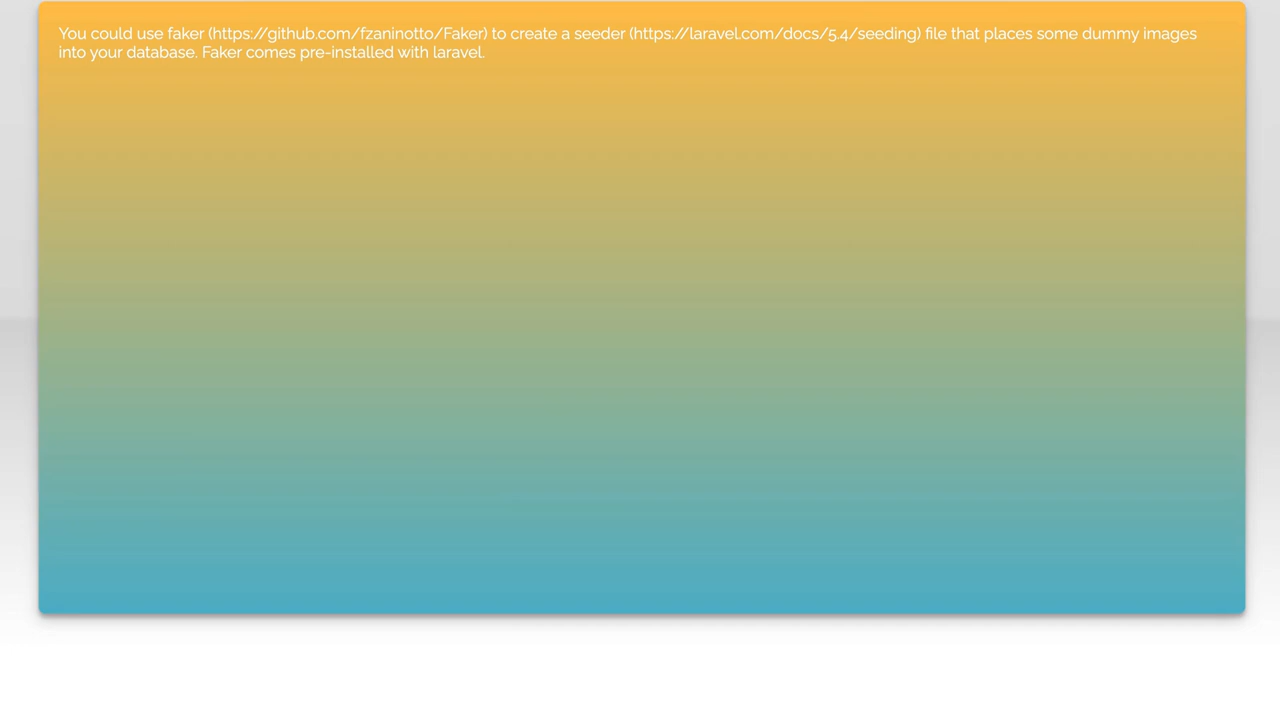 You could use faker (https://github.com/fzaninotto/Faker) to create a seeder (https://laravel.com/docs/5.4/seeding) file that places some dummy images
into your database. Faker comes pre-installed with laravel.